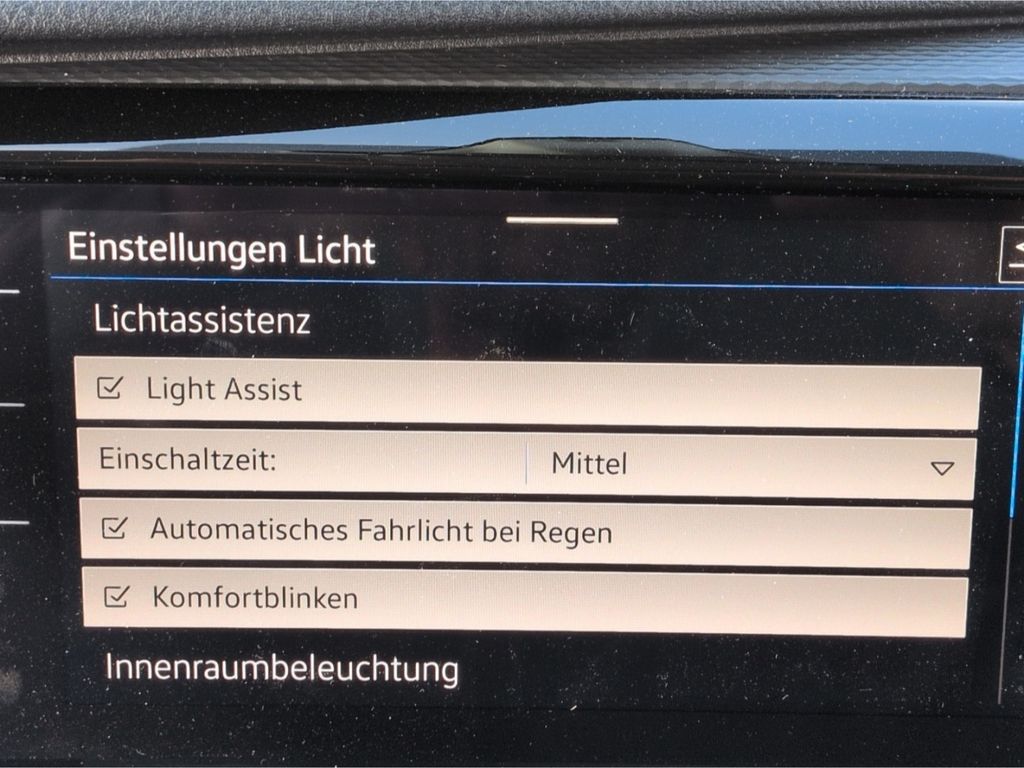 Einstellungen Licht
Lichtassistenz
Light Assist
Einschaltzeit: Mittel
Automatisches Fahrlicht bei Regen
Komfortblinken
Innenraumbeleuchtung